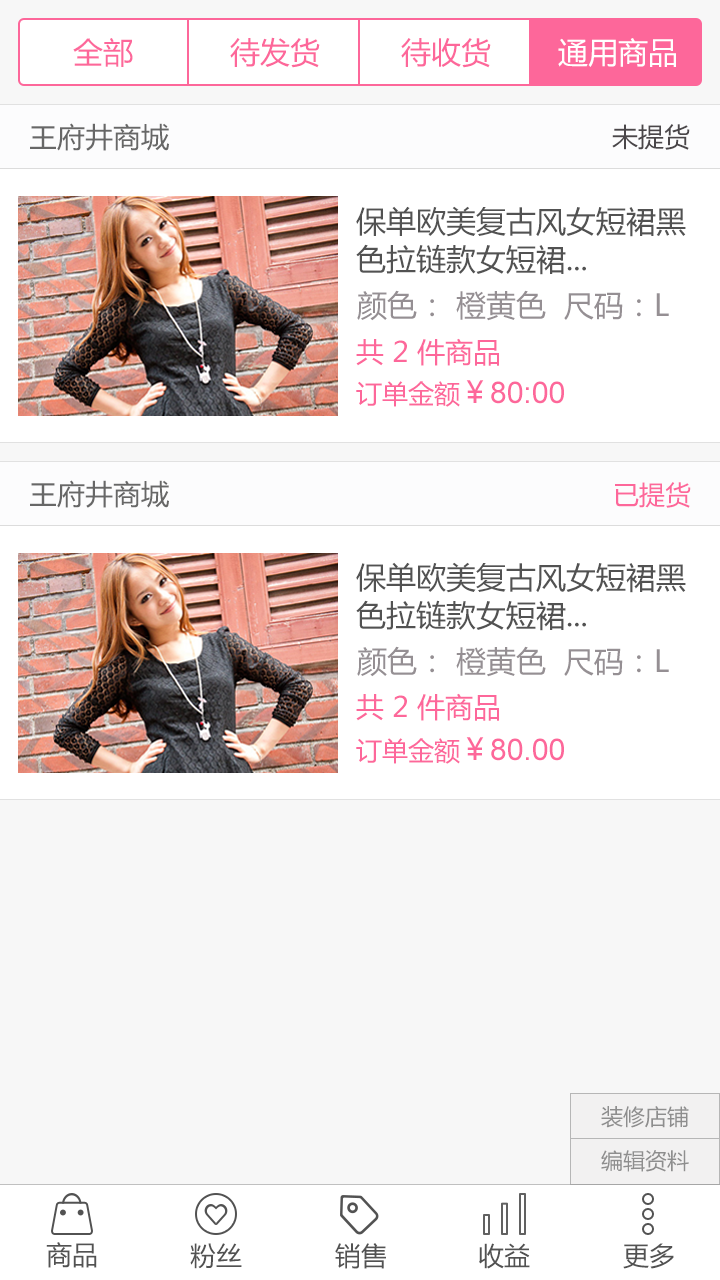 全部 待发货 待收货 通用商品
王府井商城 未提货
保单欧美复古风女短裙黑
色拉链款女短裙...
颜色： 橙黄色 尺码：L
共 2 件商品
订单金额 ¥ 80:00
王府井商城 已提货
保单欧美复古风女短裙黑
色拉链款女短裙...
颜色： 橙黄色 尺码：L
共 2 件商品
订单金额 ¥ 80.00
装修店铺
编辑资料
商品 粉丝 销售 收益 更多